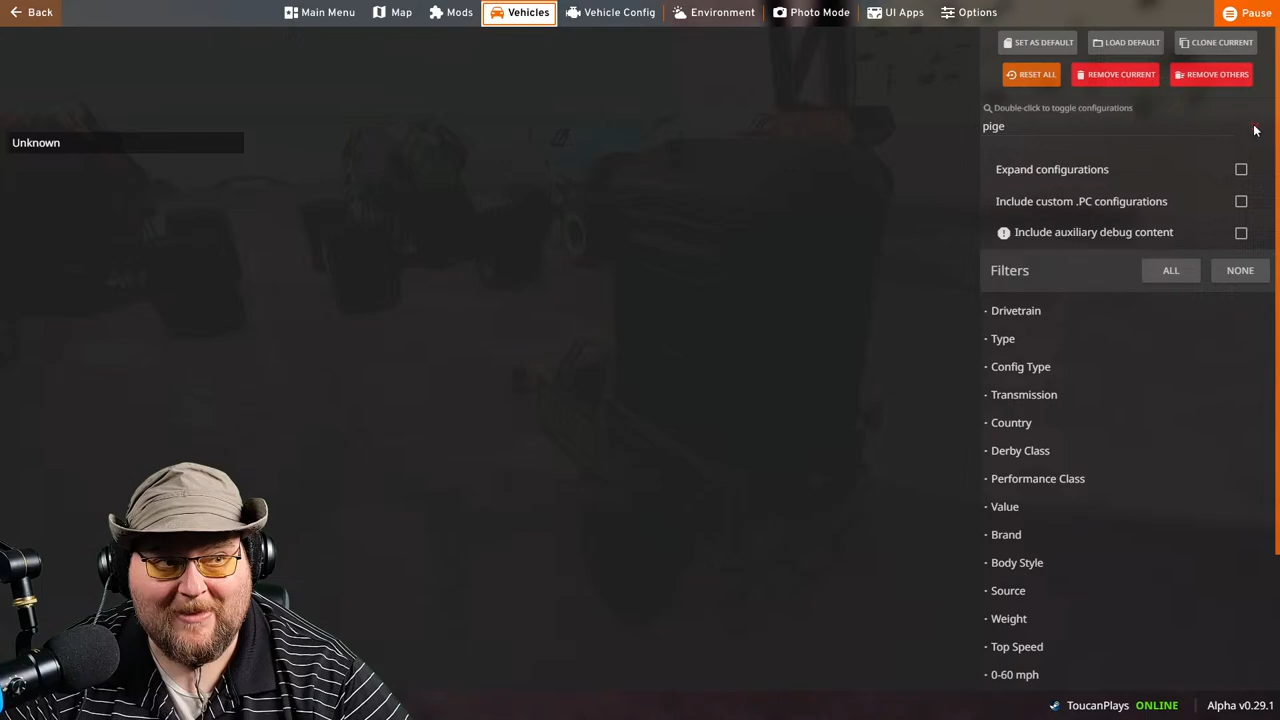 Back
Main Menu
Map
Mods
Vehicles
Vehicle Config
Environment
Photo Mode
UI Apps
Options
Pause
SET AS DEFAULT
LOAD DEFAULT
CLONE CURRENT
RESET ALL
REMOVE CURRENT
REMOVE OTHERS
Double-click to toggle configurations
pige
Unknown
Expand configurations
Include custom .PC configurations
Include auxiliary debug content
Filters
ALL
NONE
- Drivetrain
- Type
- Config Type
- Transmission
- Country
- Derby Class
- Performance Class
- Value
- Brand
- Body Style
- Source
- Weight
- Top Speed
- 0-60 mph
ToucanPlays ONLINE
Alpha v0.29.1